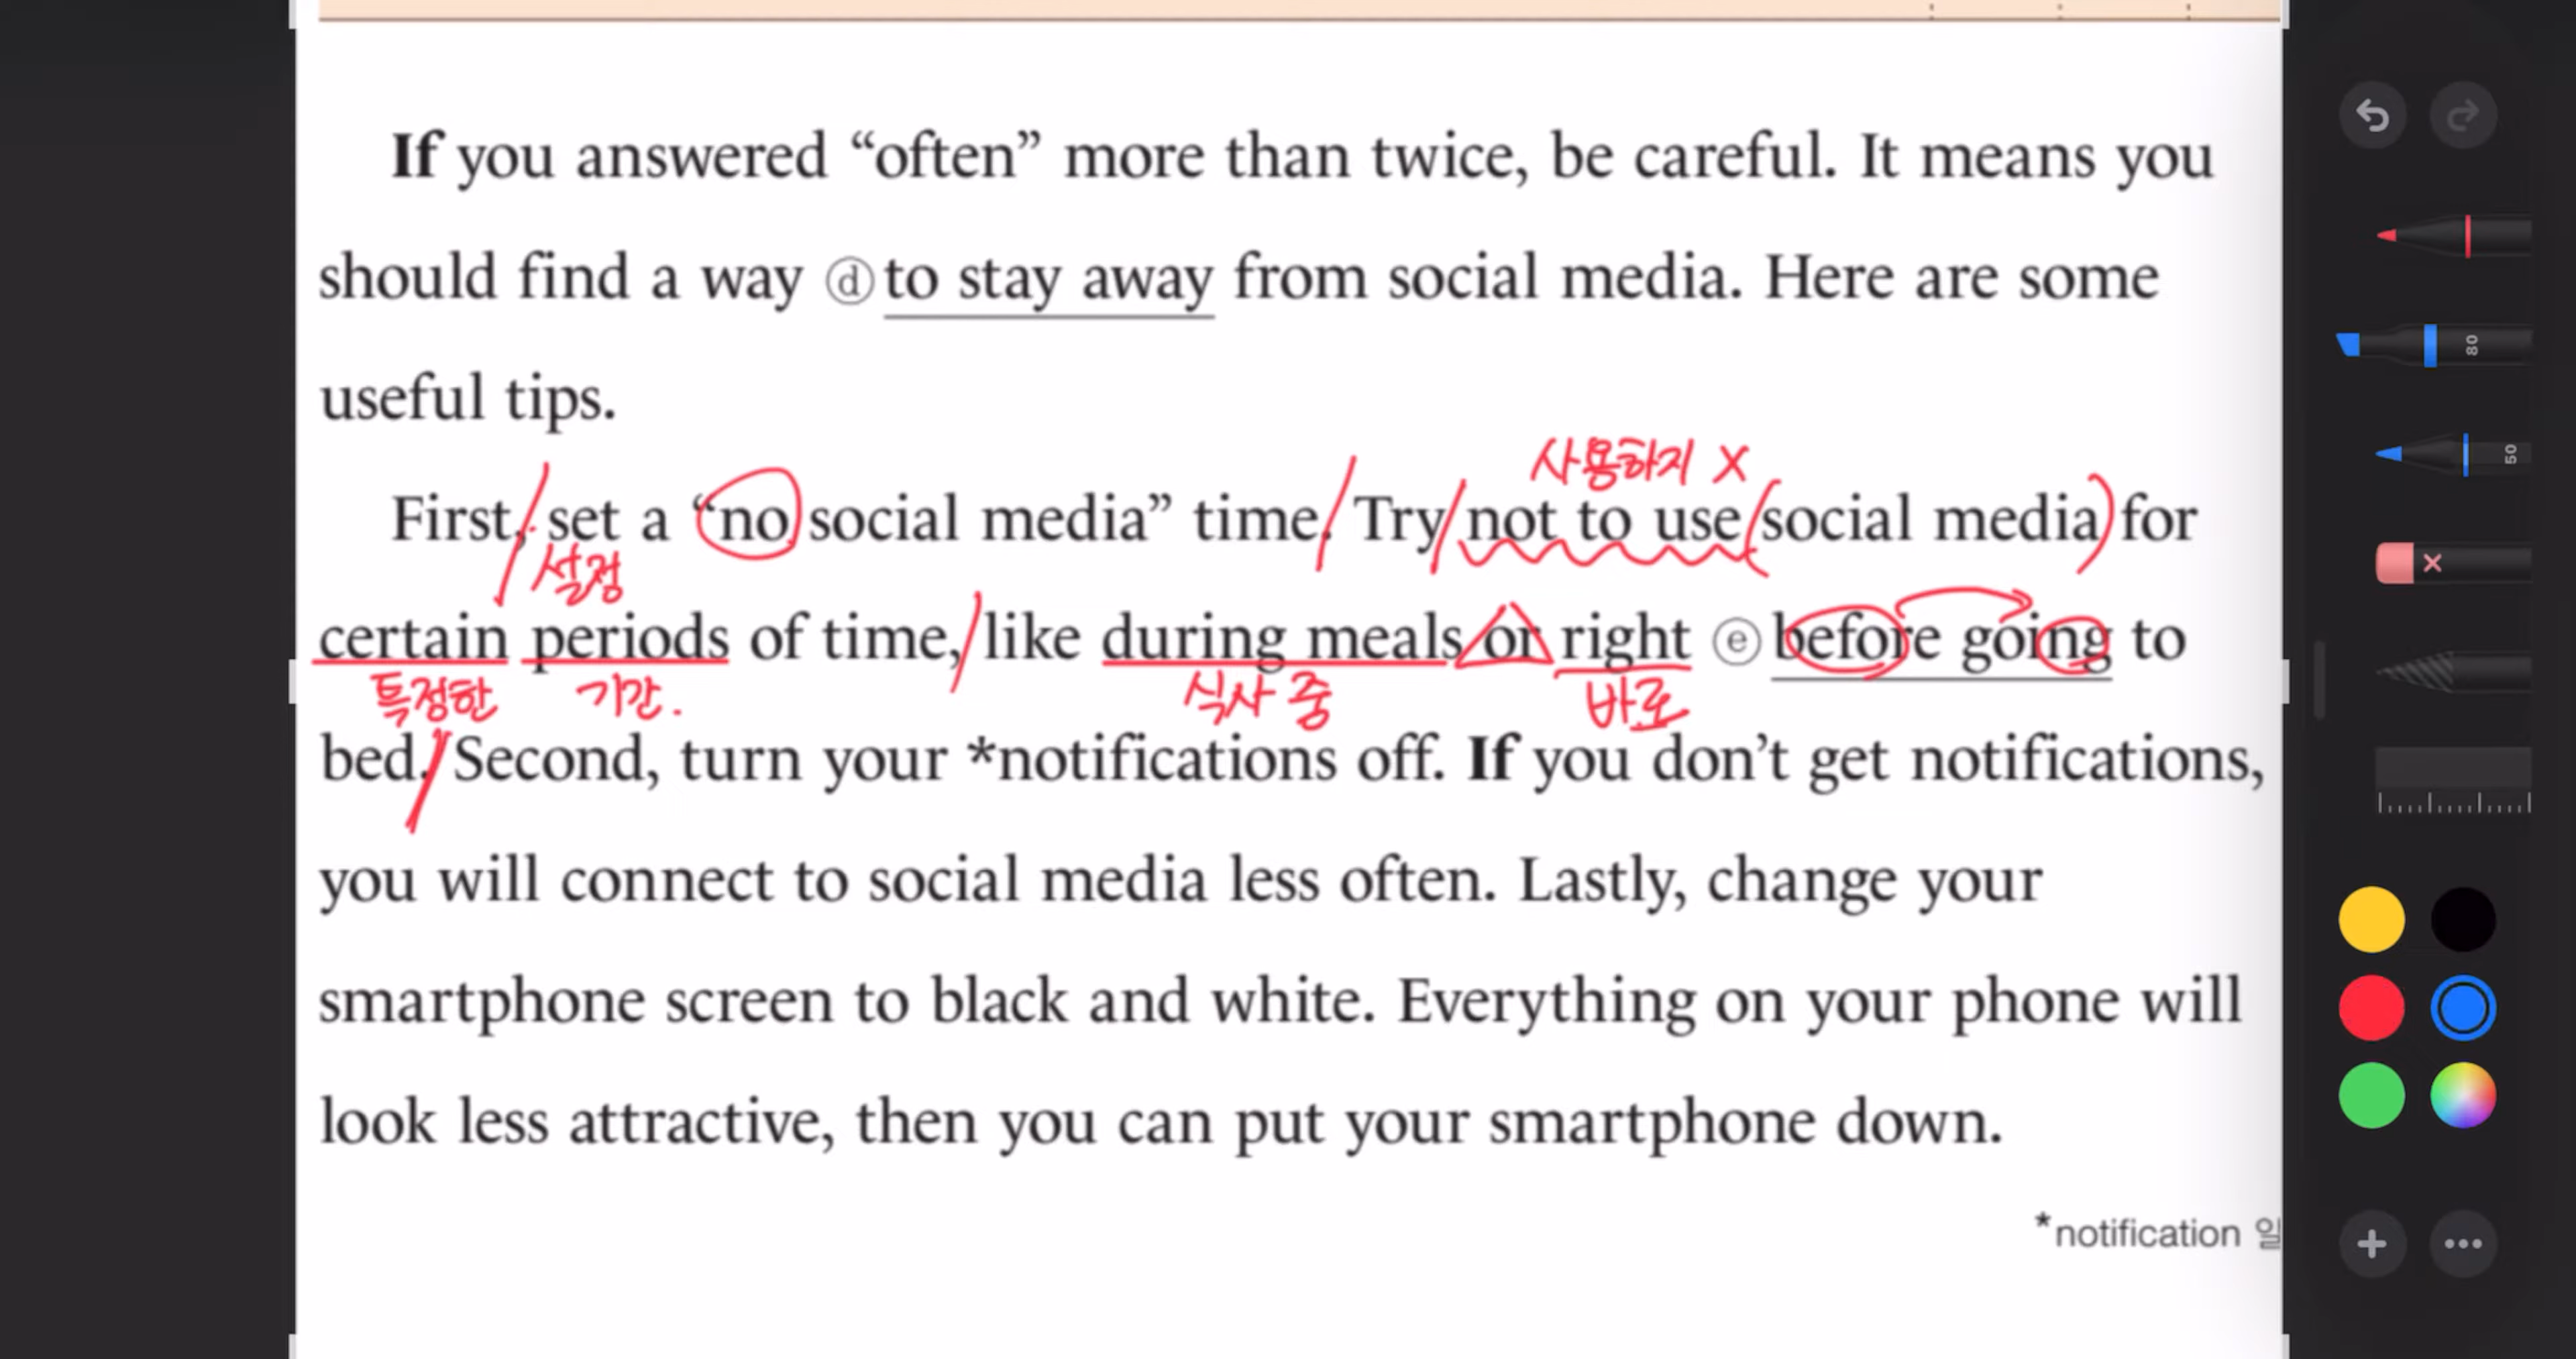 If you answered “often” more than twice, be careful. It means you
should find a way ⓓ to stay away from social media. Here are some
useful tips.
사용하지 X
First, set a “no social media” time. Try not to use social media for
설정
certain periods of time, like during meals or right ⓔ before going to
특정한 기간. 식사 중 바로
bed. Second, turn your *notifications off. If you don’t get notifications,
you will connect to social media less often. Lastly, change your
smartphone screen to black and white. Everything on your phone will
look less attractive, then you can put your smartphone down.
*notification
80
50